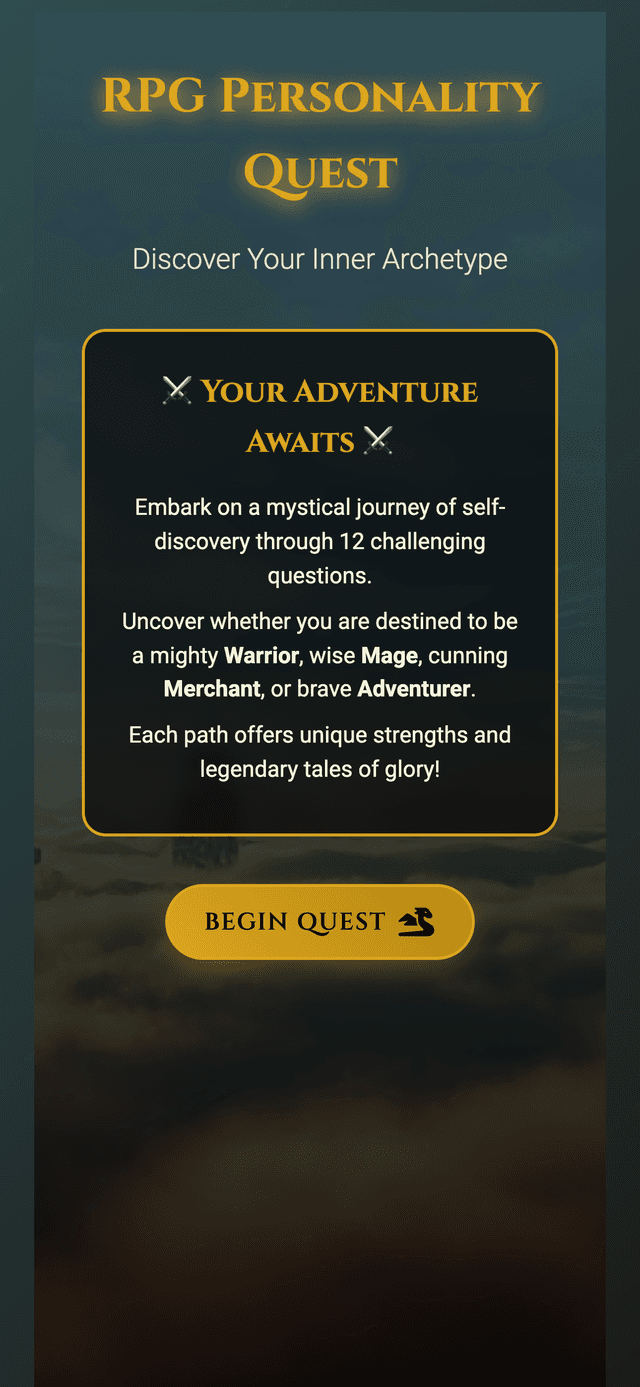 RPG Personality
Quest
Discover Your Inner Archetype
⚔️ Your Adventure
Awaits ⚔️
Embark on a mystical journey of self-
discovery through 12 challenging
questions.
Uncover whether you are destined to be
a mighty Warrior, wise Mage, cunning
Merchant, or brave Adventurer.
Each path offers unique strengths and
legendary tales of glory!
BEGIN QUEST